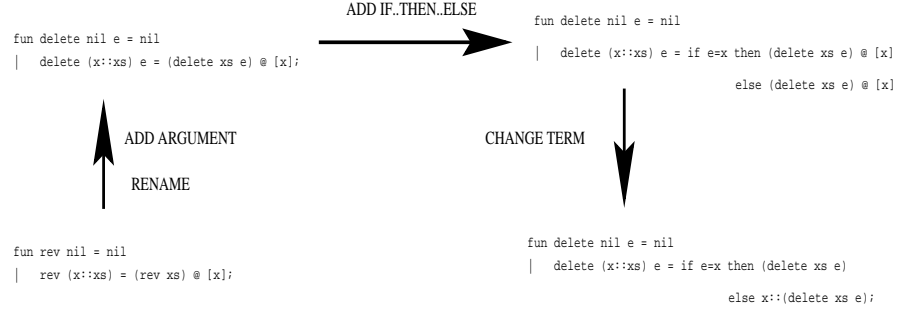 ADD IF..THEN..ELSE
fun delete nil e = nil
| delete (x::xs) e = (delete xs e) @ [x];
fun delete nil e = nil
| delete (x::xs) e = if e=x then (delete xs e) @ [x]
else (delete xs e) @ [x]
ADD ARGUMENT
RENAME
CHANGE TERM
fun rev nil = nil
| rev (x::xs) = (rev xs) @ [x];
fun delete nil e = nil
| delete (x::xs) e = if e=x then (delete xs e)
else x::(delete xs e);